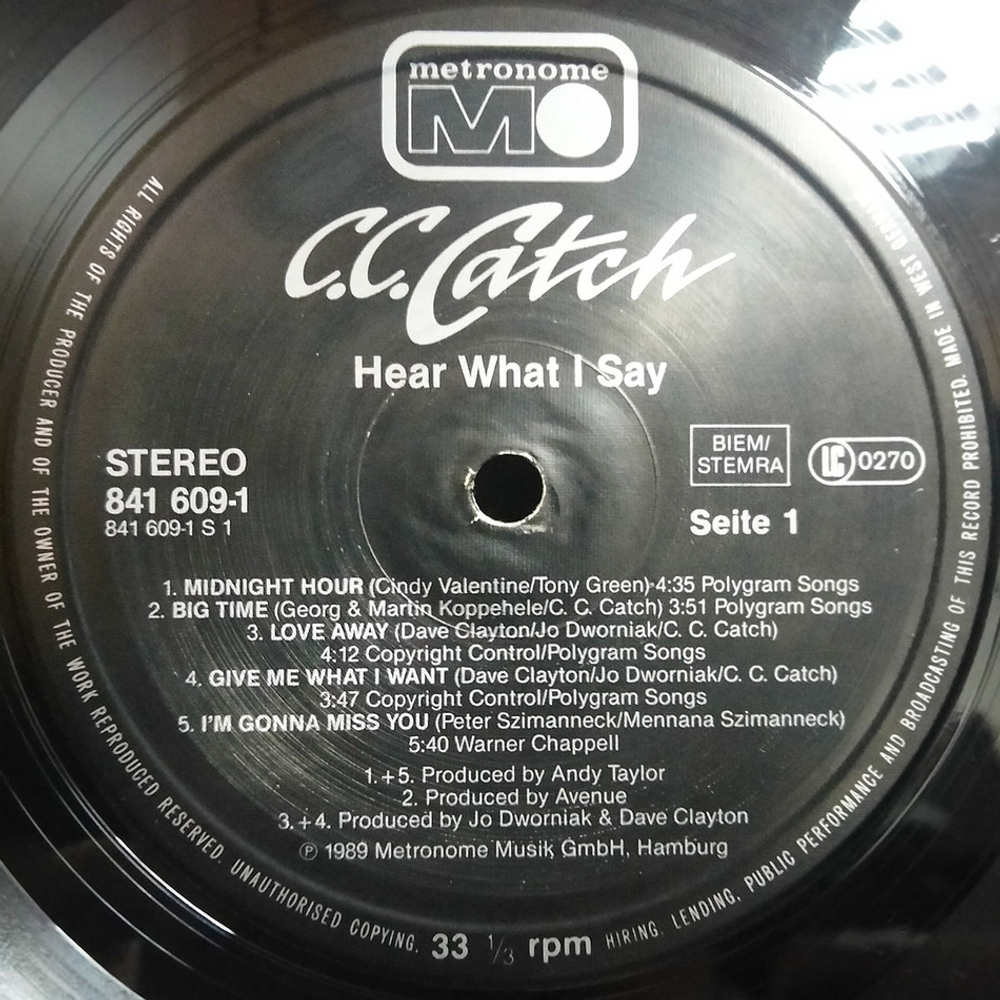 metronome
MO
C.C. Catch
Hear What I Say
STEREO
841 609-1
841 609-1 S 1
BIEM/
STEMRA
LC 0270
Seite 1
1. MIDNIGHT HOUR (Cindy Valentine/Tony Green) 4:35 Polygram Songs
2. BIG TIME (Georg & Martin Koppehele/C. C. Catch) 3:51 Polygram Songs
3. LOVE AWAY (Dave Clayton/Jo Dworniak/C. C. Catch)
4:12 Copyright Control/Polygram Songs
4. GIVE ME WHAT I WANT (Dave Clayton/Jo Dworniak/C. C. Catch)
3:47 Copyright Control/Polygram Songs
5. I'M GONNA MISS YOU (Peter Szimanneck/Mennana Szimanneck)
5:40 Warner Chappell
1.+5. Produced by Andy Taylor
2. Produced by Avenue
3.+4. Produced by Jo Dworniak & Dave Clayton
℗ 1989 Metronome Musik GmbH, Hamburg
33 1/3 rpm
ALL RIGHTS OF THE PRODUCER AND OF THE OWNER OF THE WORK REPRODUCED RESERVED. UNAUTHORISED COPYING, HIRING, LENDING, PUBLIC PERFORMANCE AND BROADCASTING OF THIS RECORD PROHIBITED. MADE IN WEST GERMANY